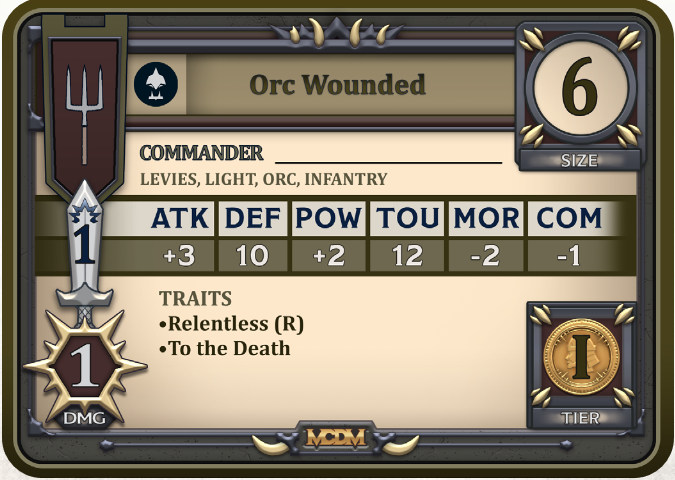 Orc Wounded
6
SIZE
COMMANDER
LEVIES, LIGHT, ORC, INFANTRY
1
ATK DEF POW TOU MOR COM
+3 10 +2 12 -2 -1
TRAITS
•Relentless (R)
•To the Death
1
DMG
I
TIER
MCDM